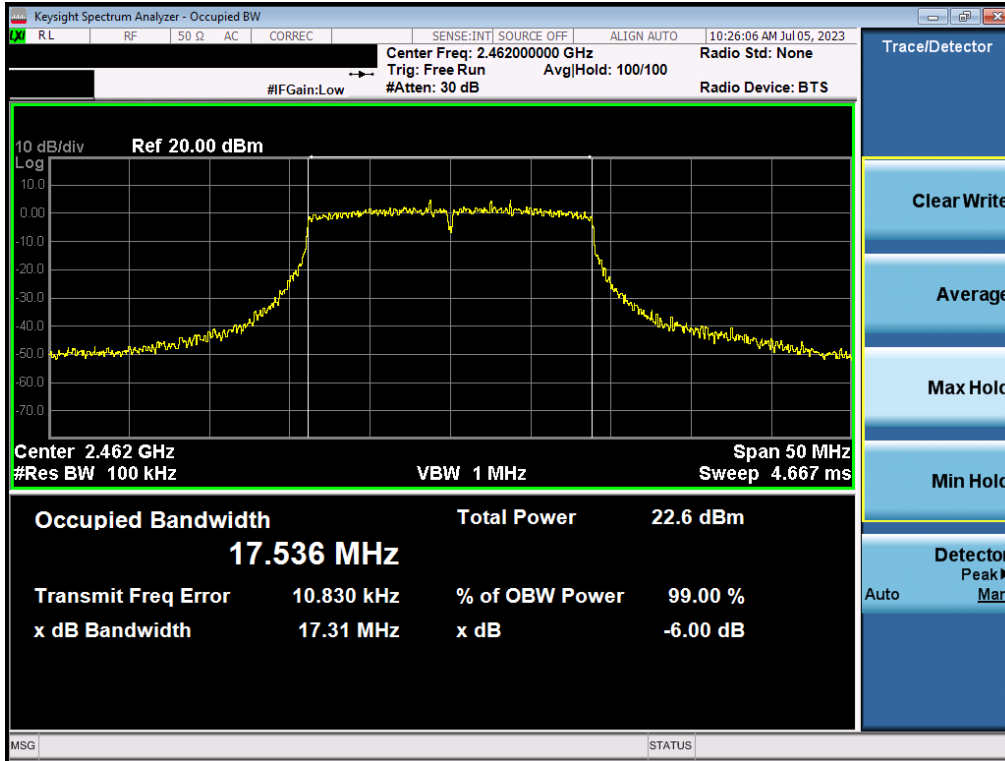 Keysight Spectrum Analyzer - Occupied BW
LXI RL RF 50 Ω AC CORREC SENSE:INT SOURCE OFF ALIGN AUTO 10:26:06 AM Jul 05, 2023
Center Freq: 2.462000000 GHz Radio Std: None
Trig: Free Run Avg|Hold: 100/100
#IFGain:Low #Atten: 30 dB Radio Device: BTS
Trace/Detector
10 dB/div Ref 20.00 dBm
Log
10.0
0.00
-10.0
-20.0
-30.0
-40.0
-50.0
-60.0
-70.0
Center 2.462 GHz Span 50 MHz
#Res BW 100 kHz VBW 1 MHz Sweep 4.667 ms
Occupied Bandwidth Total Power 22.6 dBm
17.536 MHz
Transmit Freq Error 10.830 kHz % of OBW Power 99.00 %
x dB Bandwidth 17.31 MHz x dB -6.00 dB
Clear Write
Average
Max Hold
Min Hold
Detector
Peak
Auto Man
MSG STATUS